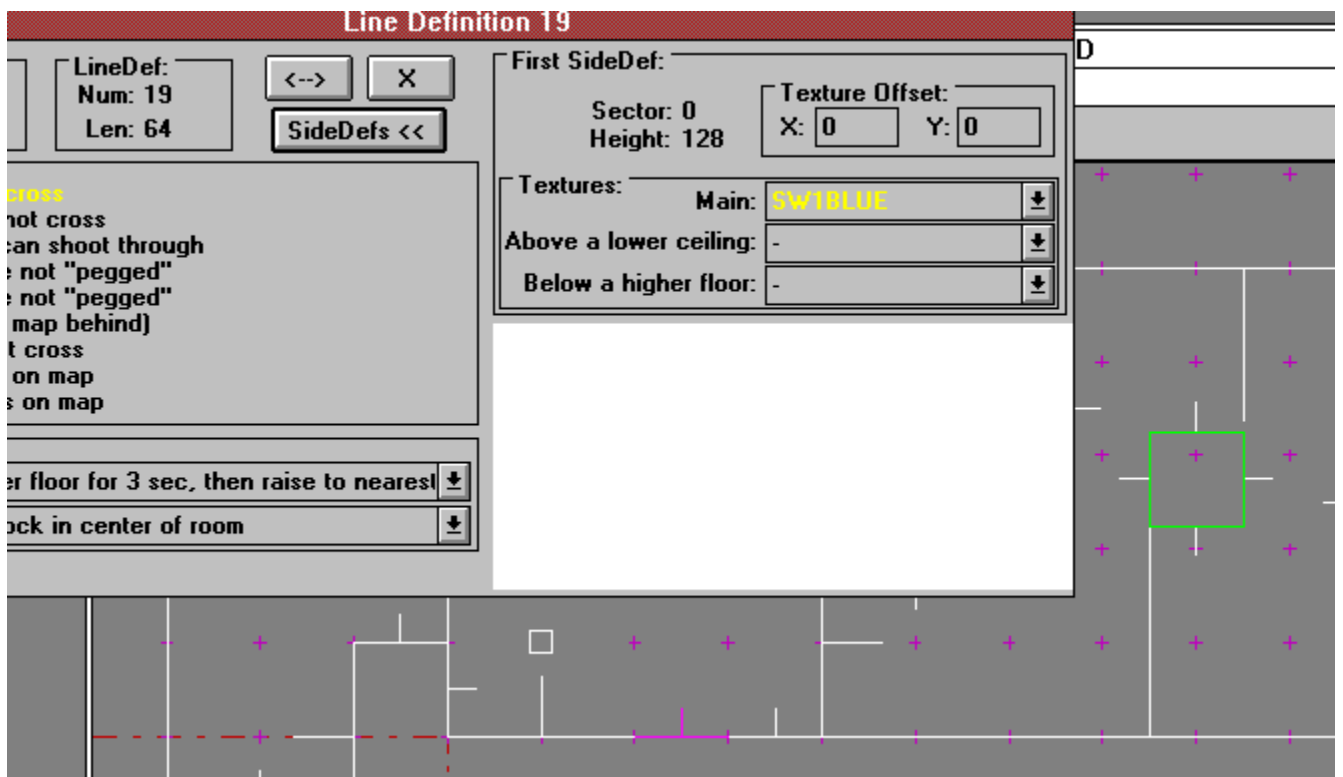 Line Definition 19
LineDef:
Num: 19
Len: 64
<-->
X
SideDefs <<
First SideDef:
Sector: 0
Height: 128
Texture Offset:
X: 0 Y: 0
Textures:
Main: SW1BLUE
Above a lower ceiling: -
Below a higher floor: -
D
cross
not cross
can shoot through
not "pegged"
not "pegged"
map behind)
t cross
on map
s on map
er floor for 3 sec, then raise to nearest
ock in center of room